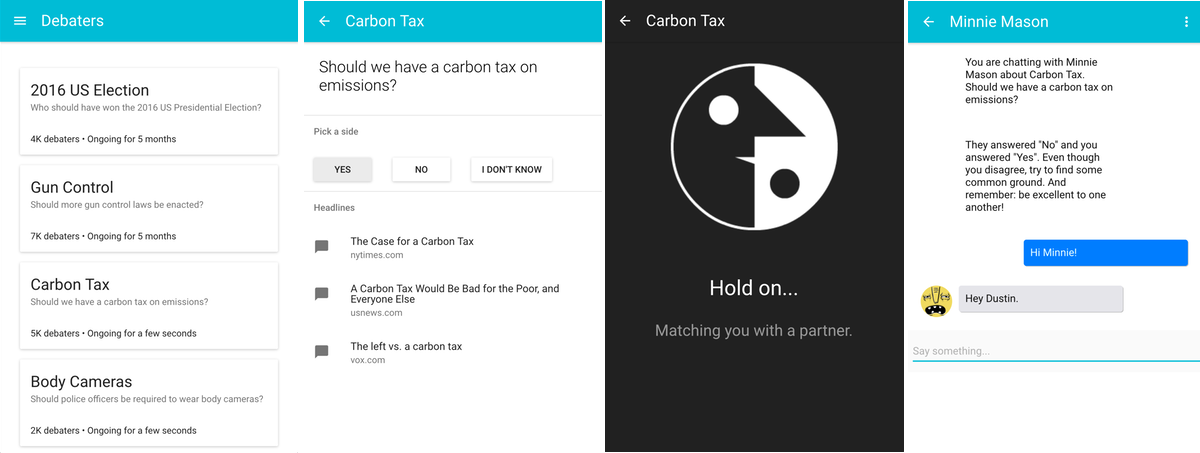 Debaters
2016 US Election
Who should have won the 2016 US Presidential Election?
4K debaters • Ongoing for 5 months
Gun Control
Should more gun control laws be enacted?
7K debaters • Ongoing for 5 months
Carbon Tax
Should we have a carbon tax on emissions?
5K debaters • Ongoing for a few seconds
Body Cameras
Should police officers be required to wear body cameras?
2K debaters • Ongoing for a few seconds
Carbon Tax
Should we have a carbon tax on
emissions?
Pick a side
YES
NO
I DON'T KNOW
Headlines
The Case for a Carbon Tax
nytimes.com
A Carbon Tax Would Be Bad for the Poor, and
Everyone Else
usnews.com
The left vs. a carbon tax
vox.com
Carbon Tax
Hold on...
Matching you with a partner.
Minnie Mason
You are chatting with Minnie
Mason about Carbon Tax.
Should we have a carbon tax on
emissions?
They answered "No" and you
answered "Yes". Even though
you disagree, try to find some
common ground. And
remember: be excellent to one
another!
Hi Minnie!
Hey Dustin.
Say something...